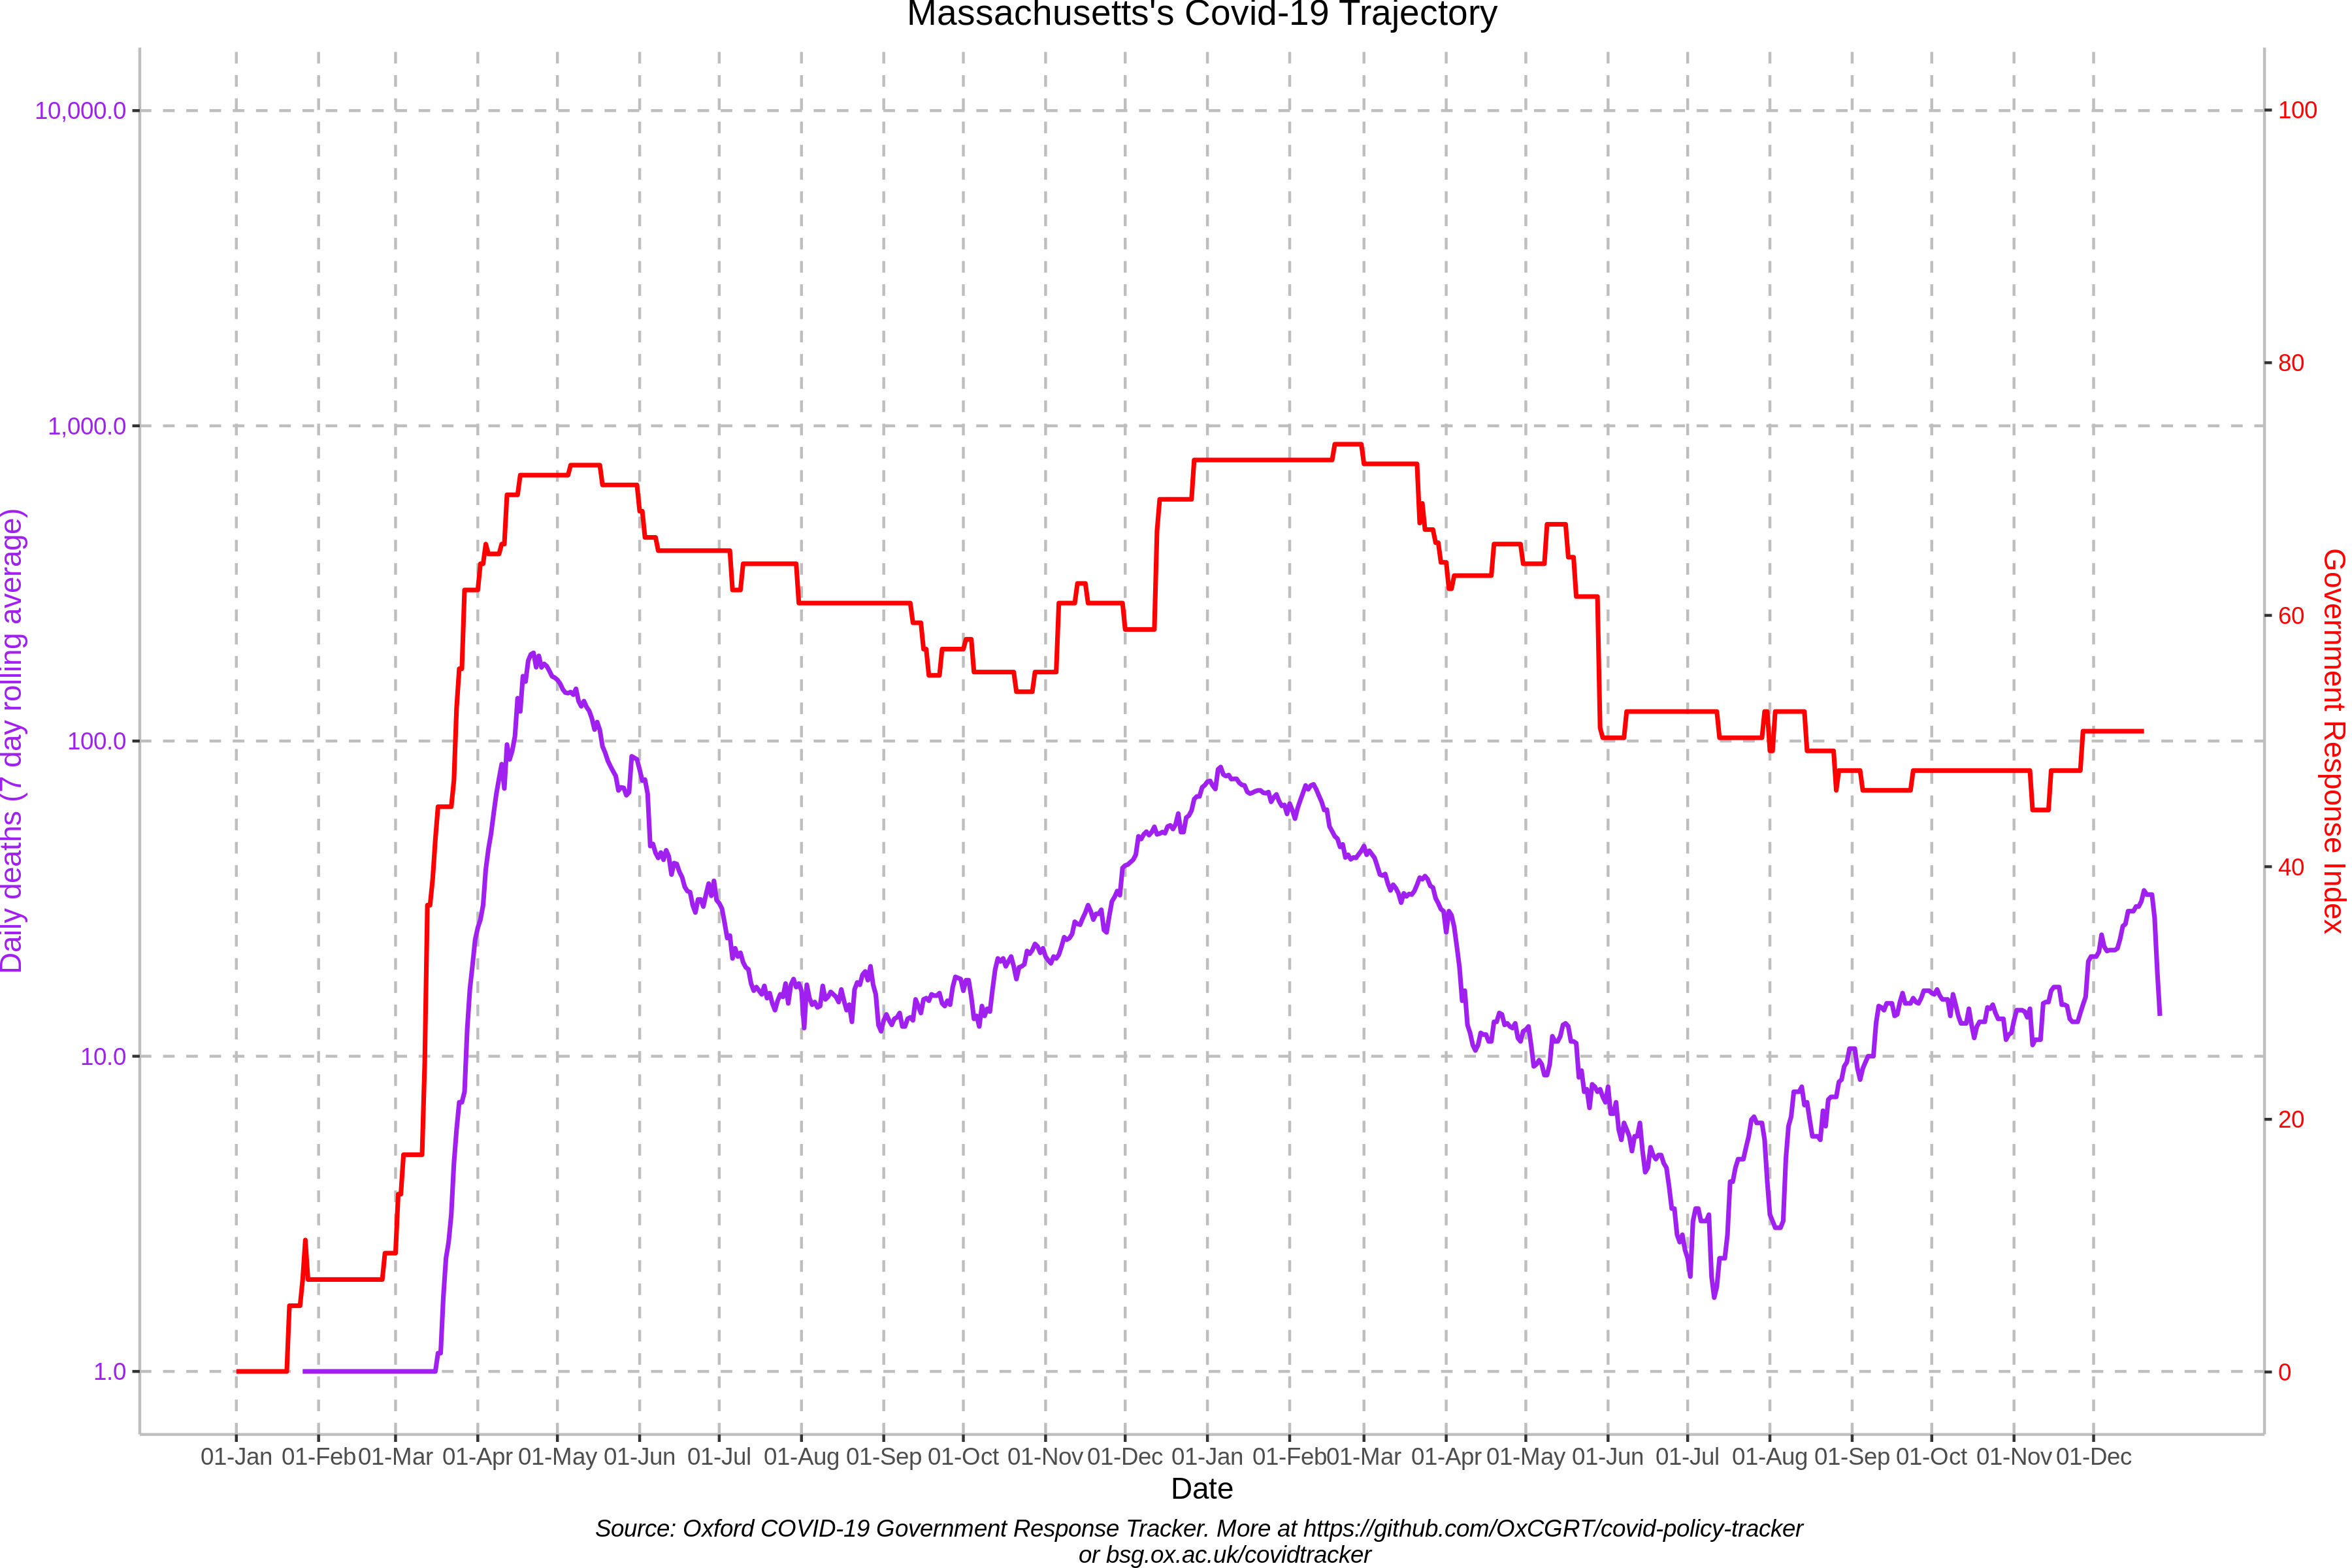 Massachusetts's Covid-19 Trajectory
10,000.0
1,000.0
100.0
10.0
1.0
Daily deaths (7 day rolling average)
100
80
60
40
20
0
Government Response Index
01-Jan 01-Feb 01-Mar 01-Apr 01-May 01-Jun 01-Jul 01-Aug 01-Sep 01-Oct 01-Nov 01-Dec 01-Jan 01-Feb 01-Mar 01-Apr 01-May 01-Jun 01-Jul 01-Aug 01-Sep 01-Oct 01-Nov 01-Dec
Date
Source: Oxford COVID-19 Government Response Tracker. More at https://github.com/OxCGRT/covid-policy-tracker
or bsg.ox.ac.uk/covidtracker